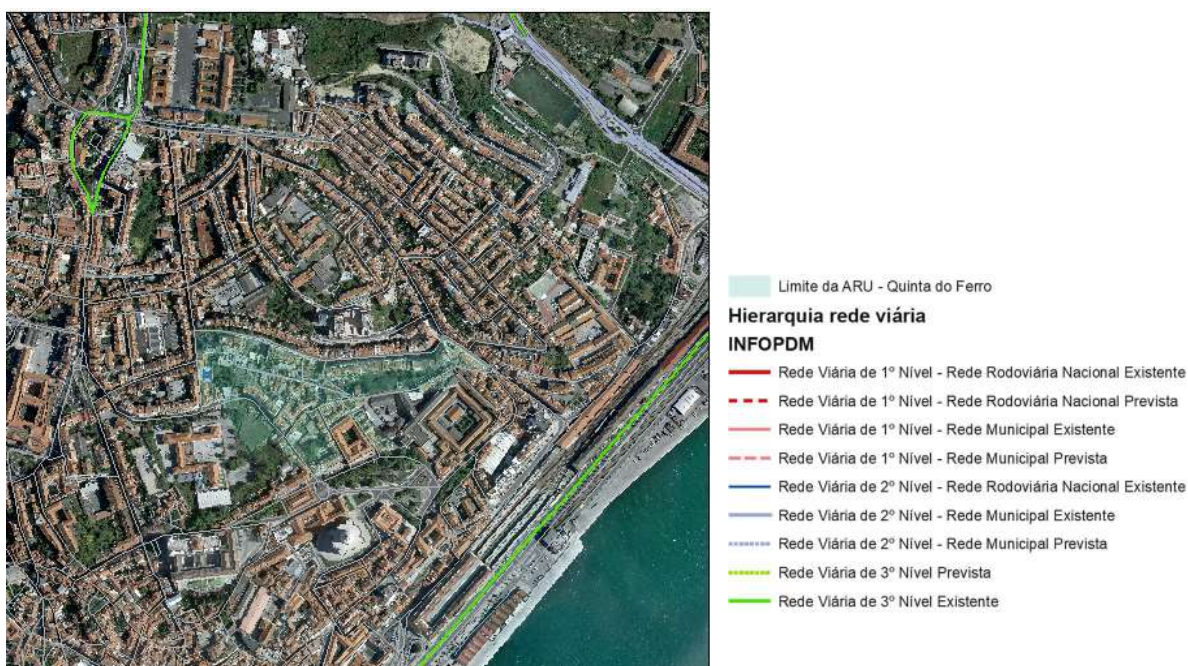 Limite da ARU - Quinta do Ferro
Hierarquia rede viária
INFOPDM
Rede Viária de 1º Nível - Rede Rodoviária Nacional Existente
Rede Viária de 1º Nível - Rede Rodoviária Nacional Prevista
Rede Viária de 1º Nível - Rede Municipal Existente
Rede Viária de 1º Nível - Rede Municipal Prevista
Rede Viária de 2º Nível - Rede Rodoviária Nacional Existente
Rede Viária de 2º Nível - Rede Municipal Existente
Rede Viária de 2º Nível - Rede Municipal Prevista
Rede Viária de 3º Nível Prevista
Rede Viária de 3º Nível Existente